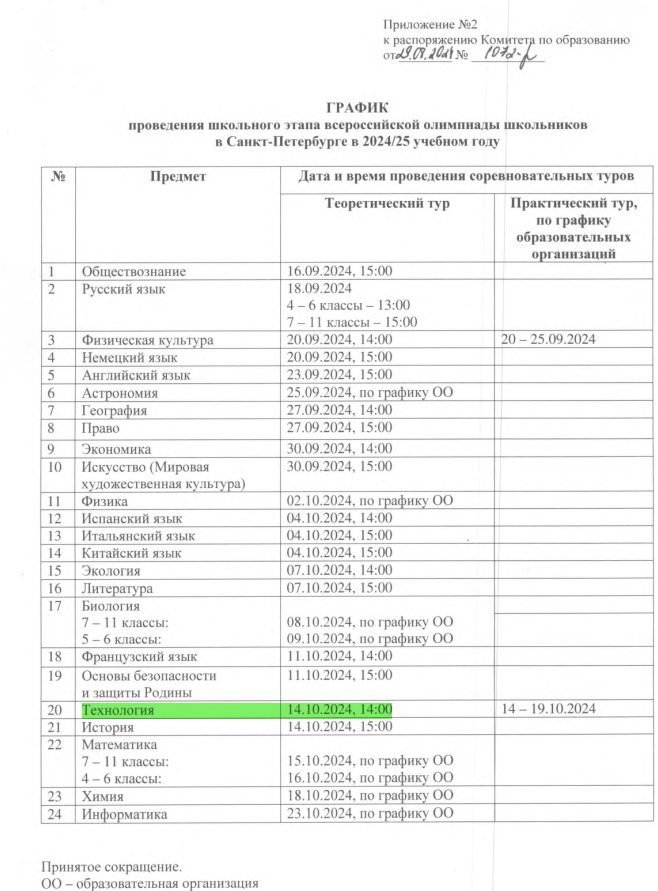 Приложение №2
к распоряжению Комитета по образованию
от 29.08.2024 № 1072-р
ГРАФИК
проведения школьного этапа всероссийской олимпиады школьников
в Санкт-Петербурге в 2024/25 учебном году
№ Предмет Дата и время проведения соревновательных туров
Теоретический тур Практический тур,
по графику
образовательных
организаций
1 Обществознание 16.09.2024, 15:00
2 Русский язык 18.09.2024
4 – 6 классы – 13:00
7 – 11 классы – 15:00
3 Физическая культура 20.09.2024, 14:00 20 – 25.09.2024
4 Немецкий язык 20.09.2024, 15:00
5 Английский язык 23.09.2024, 15:00
6 Астрономия 25.09.2024, по графику ОО
7 География 27.09.2024, 14:00
8 Право 27.09.2024, 15:00
9 Экономика 30.09.2024, 14:00
10 Искусство (Мировая 30.09.2024, 15:00
художественная культура)
11 Физика 02.10.2024, по графику ОО
12 Испанский язык 04.10.2024, 14:00
13 Итальянский язык 04.10.2024, 15:00
14 Китайский язык 04.10.2024, 15:00
15 Экология 07.10.2024, 14:00
16 Литература 07.10.2024, 15:00
17 Биология
7 – 11 классы: 08.10.2024, по графику ОО
5 – 6 классы: 09.10.2024, по графику ОО
18 Французский язык 11.10.2024, 14:00
19 Основы безопасности 11.10.2024, 15:00
и защиты Родины
20 Технология 14.10.2024, 14:00 14 – 19.10.2024
21 История 14.10.2024, 15:00
22 Математика
7 – 11 классы: 15.10.2024, по графику ОО
4 – 6 классы: 16.10.2024, по графику ОО
23 Химия 18.10.2024, по графику ОО
24 Информатика 23.10.2024, по графику ОО
Принятое сокращение.
ОО – образовательная организация